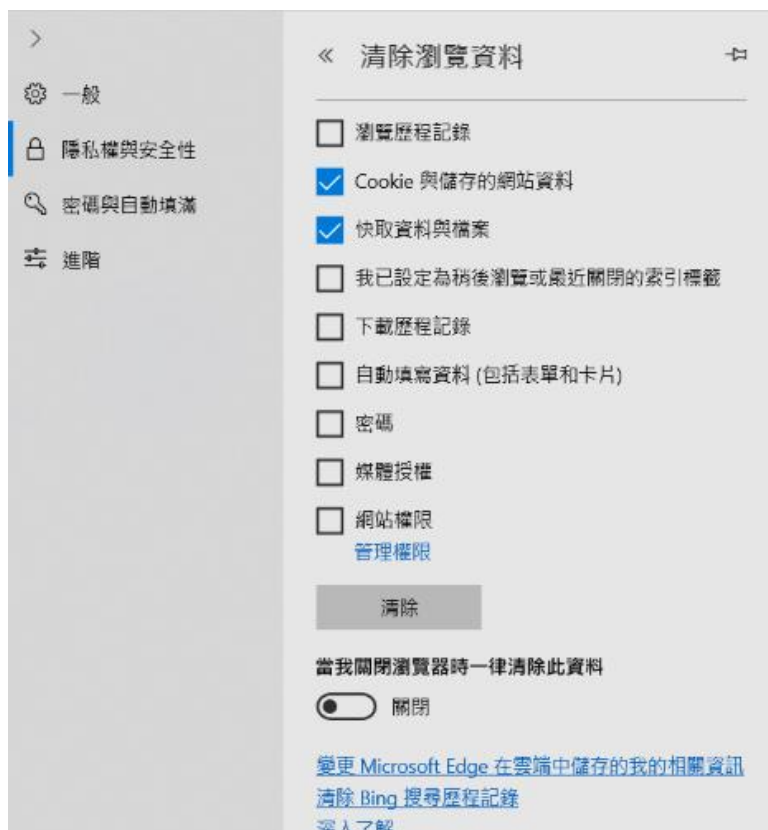 一般
隱私權與安全性
密碼與自動填滿
進階
清除瀏覽資料
瀏覽歷程記錄
Cookie 與儲存的網站資料
快取資料與檔案
我已設定為稍後瀏覽或最近關閉的索引標籤
下載歷程記錄
自動填寫資料 (包括表單和卡片)
密碼
媒體授權
網站權限
管理權限
清除
當我關閉瀏覽器時一律清除此資料
關閉
變更 Microsoft Edge 在雲端中儲存的我的相關資訊
清除 Bing 搜尋歷程記錄
深入了解